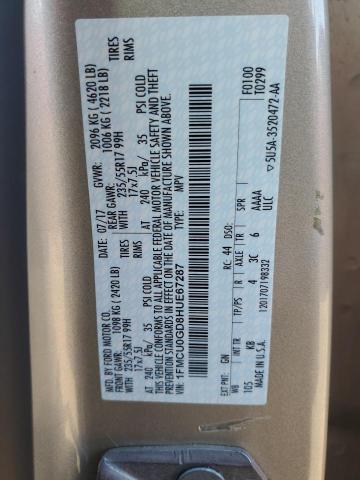 MFD. BY FORD MOTOR CO.
DATE: 07/17 GVWR: 2096 KG ( 4620 LB)
FRONT GAWR: 1098 KG (2420 LB) REAR GAWR: 1006 KG ( 2218 LB)
235/55R17 99H TIRES 235/55R17 99H TIRES
17x7.5J RIMS 17x7.5J RIMS
AT 240 kPa/ 35 PSI COLD AT 240 kPa/ 35 PSI COLD
THIS VEHICLE CONFORMS TO ALL APPLICABLE FEDERAL MOTOR VEHICLE SAFETY AND THEFT PREVENTION STANDARDS IN EFFECT ON THE DATE OF MANUFACTURE SHOWN ABOVE.
VIN: 1FMCU0GD8HUE67287
TYPE: MPV
F0100
T0299
EXT PNT: GN RC: 44 DSO:
WB TP/PS R AXLE TR SPR
105 KB 4 3C 6 AAAA
ULC
1201707198332
MADE IN U.S.A.
5U5A-3520472-AA